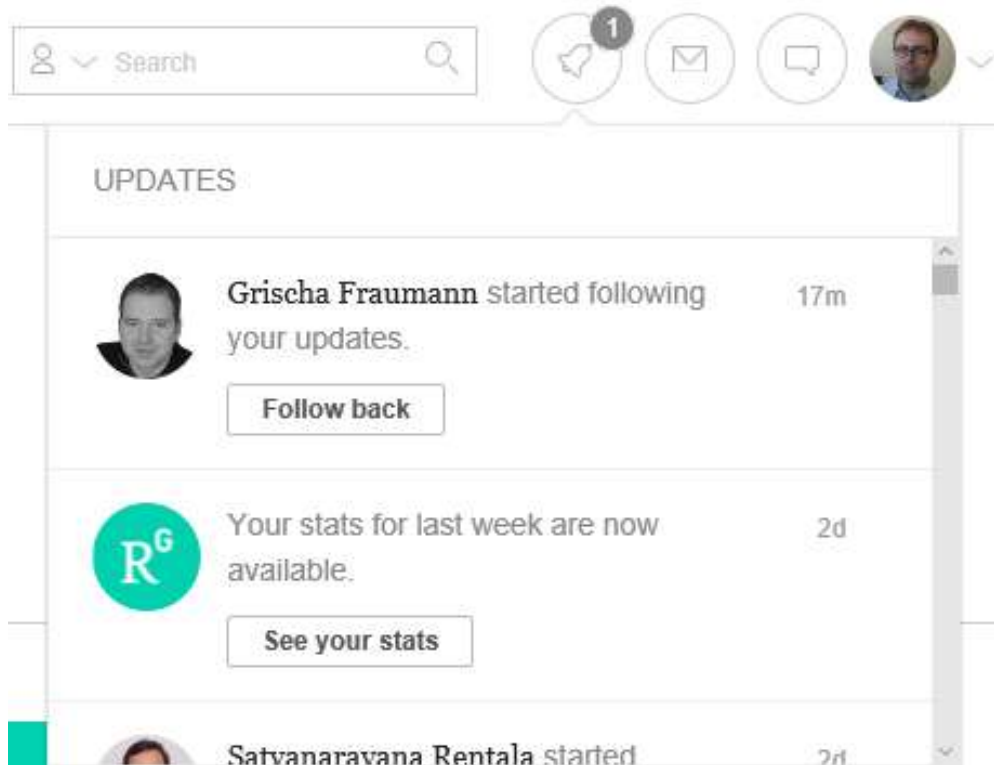 Search
1
UPDATES
Grischa Fraumann started following
17m
your updates.
Follow back
RG
Your stats for last week are now
2d
available.
See your stats
Satyanarayana Rentala started
2d